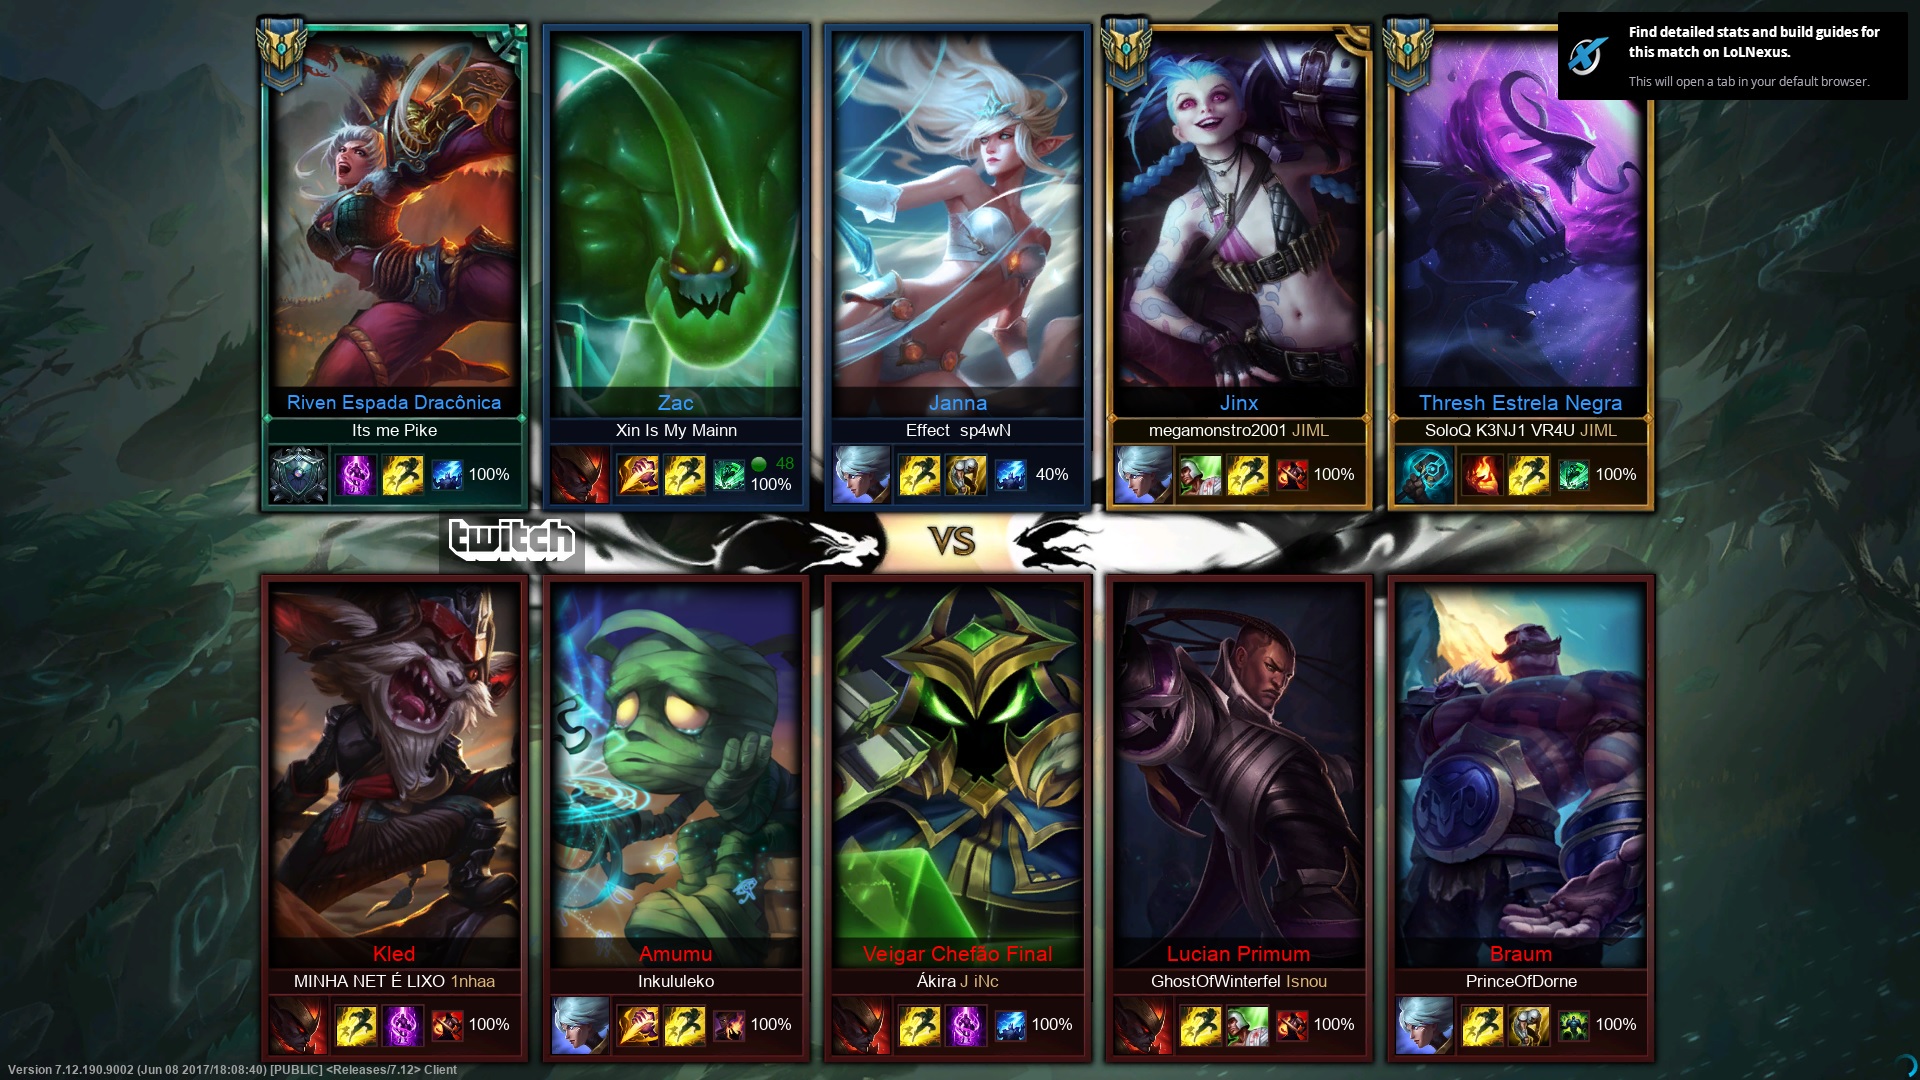 Find detailed stats and build guides for
this match on LoLNexus.
This will open a tab in your default browser.
Riven Espada Dracônica
Its me Pike
100%
Zac
Xin Is My Mainn
48
100%
Janna
Effect  sp4wN
40%
Jinx
megamonstro2001 JIML
100%
Thresh Estrela Negra
SoloQ K3NJ1 VR4U JIML
100%
twitch
VS
Kled
MINHA NET É LIXO 1nhaa
100%
Amumu
Inkululeko
100%
Veigar Chefão Final
Ákira J iNc
100%
Lucian Primum
GhostOfWinterfel Isnou
100%
Braum
PrinceOfDorne
100%
Version 7.12.190.9002 (Jun 08 2017/18:08:40) [PUBLIC] <Releases/7.12> Client